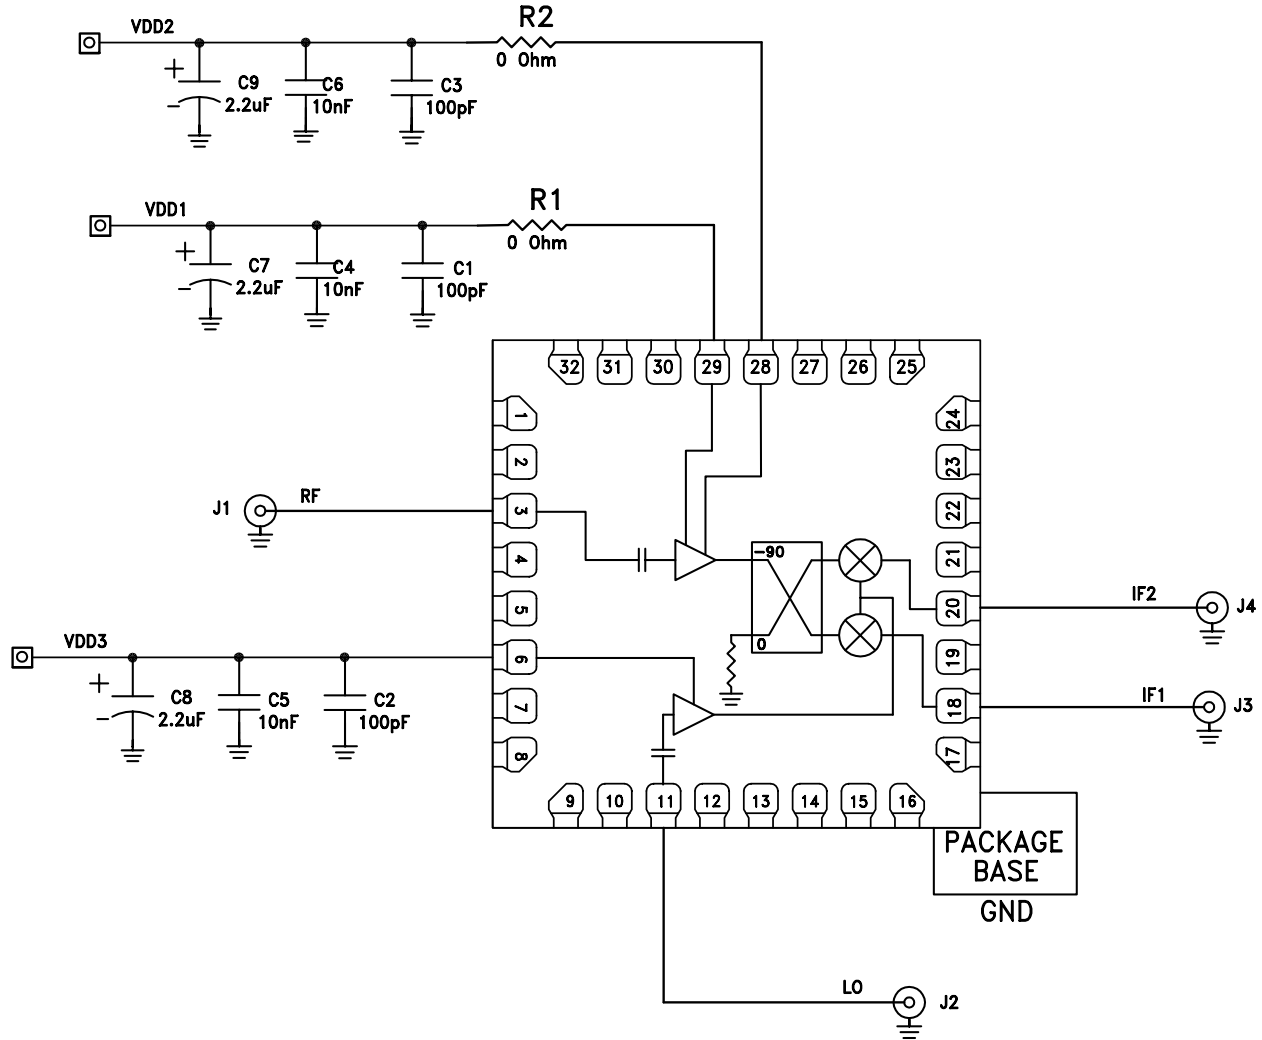 VDD2
R2
0 Ohm
+
-
C9
2.2uF
C6
10nF
C3
100pF
VDD1
R1
0 Ohm
+
-
C7
2.2uF
C4
10nF
C1
100pF
32 31 30 29 28 27 26 25
1
2
3
4
5
6
7
8
24
23
22
21
20
19
18
17
J1
RF
-90
0
IF2
J4
IF1
J3
VDD3
+
-
C8
2.2uF
C5
10nF
C2
100pF
9 10 11 12 13 14 15 16
PACKAGE
BASE
GND
LO
J2